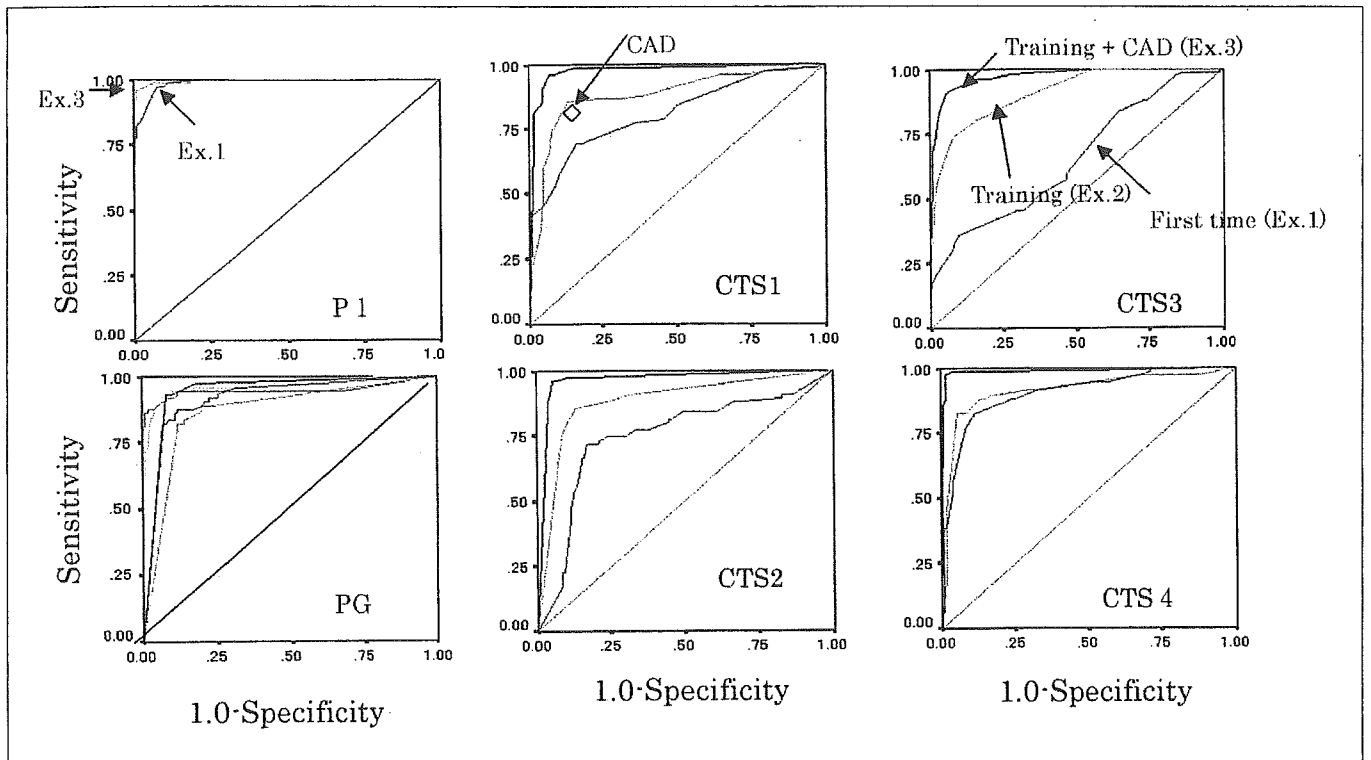 CAD
Training + CAD (Ex.3)
1.00
1.00
1.00
Ex.3
Ex.1
.75
.75
.75
Training (Ex.2)
.50
.50
.50
First time (Ex.1)
.25
.25
.25
P 1
CTS1
CTS3
0.00
0.00
0.00
0.00 .25 .50 .75 1.0
0.00 .25 .50 .75 1.00
0.00 .25 .50 .75 1.00
Sensitivity
1.00
1.00
1.00
.75
.75
.75
.50
.50
.50
.25
.25
.25
PG
CTS2
CTS 4
0.00
0.00
0.00
0.00 .25 .50 .75 1.00
0.00 .25 .50 .75 1.00
0.00 .25 .50 .75 1.00
Sensitivity
1.0-Specificity
1.0-Specificity
1.0-Specificity